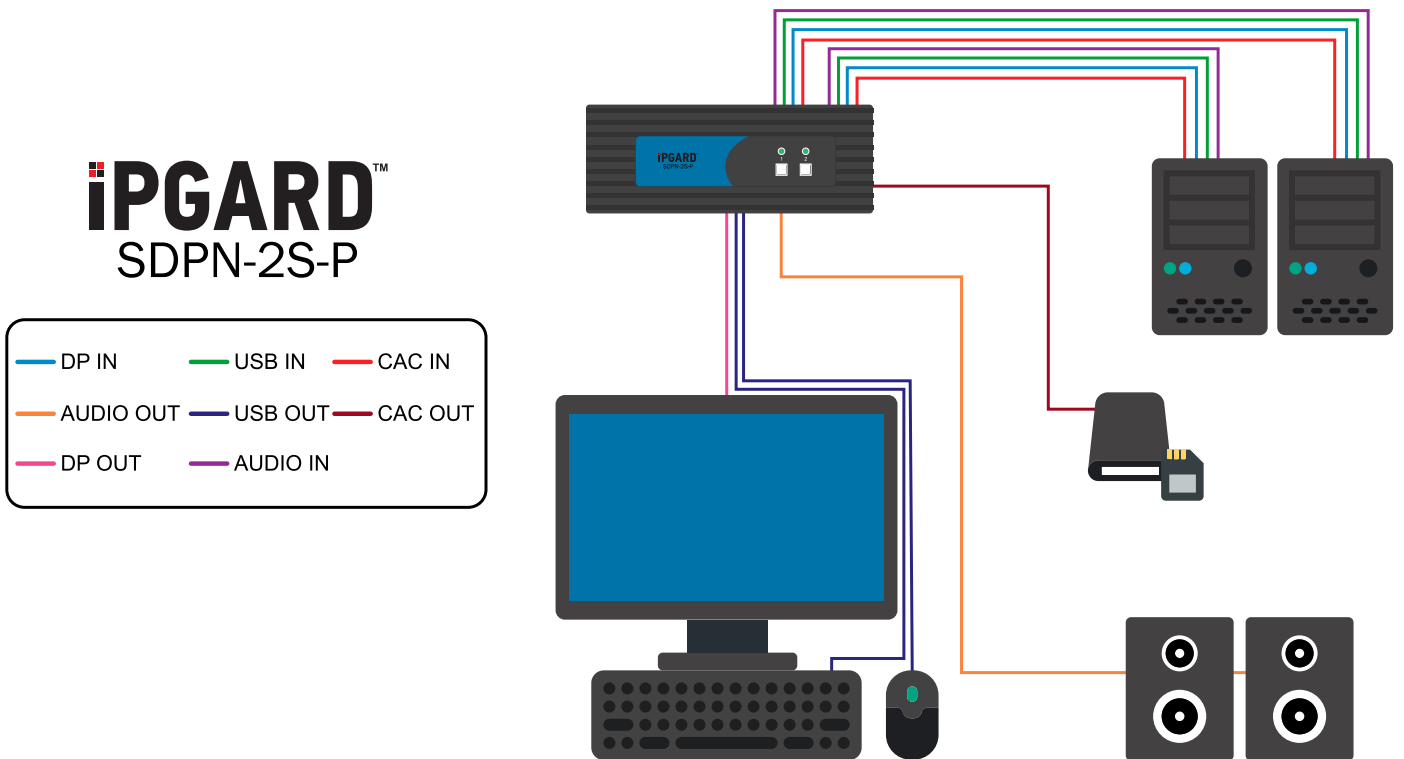 iPGARD™
SDPN-2S-P
DP IN
USB IN
CAC IN
AUDIO OUT
USB OUT
CAC OUT
DP OUT
AUDIO IN
iPGARD
SDPN-2S-P
1 2